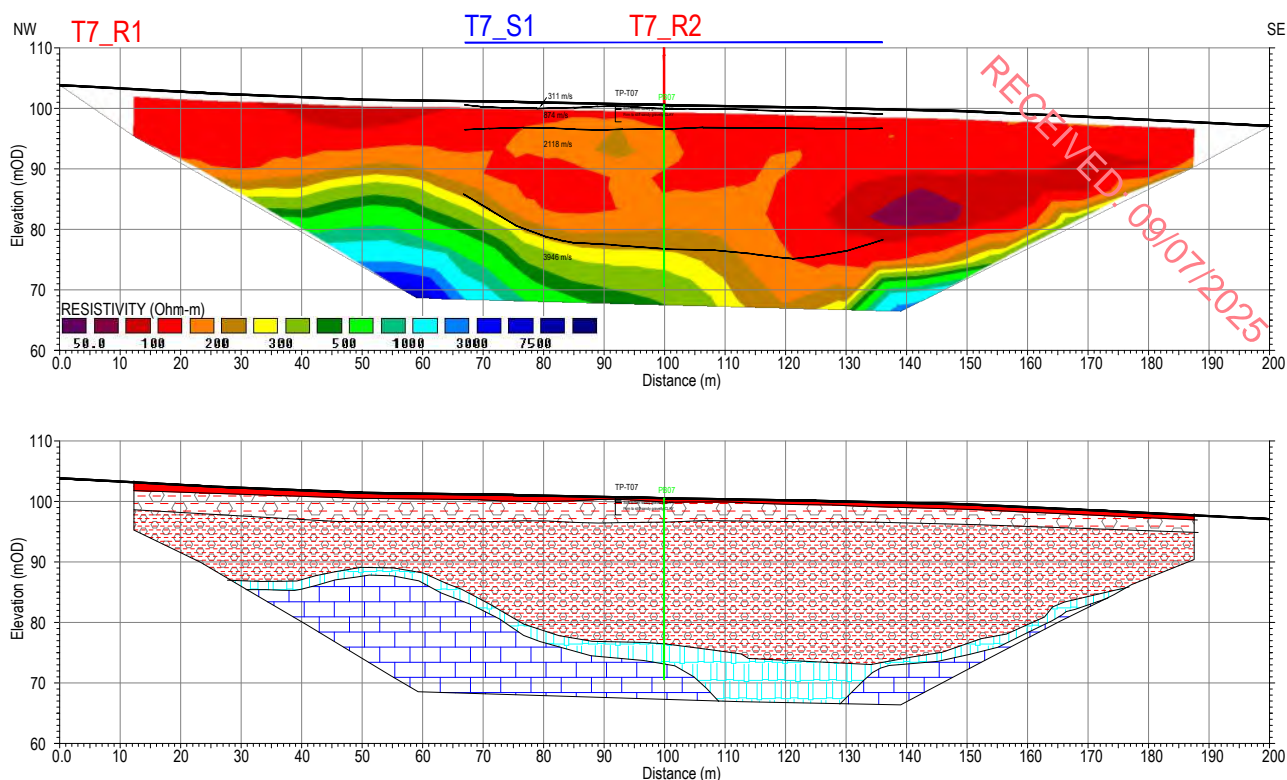 T7_S1
NW T7_R1 T7_R2 SE
110
100
90
80
70
60
Elevation (mOD)
311 m/s
874 m/s
2118 m/s
3946 m/s
TP-T07
RECEIVED: 09/07/2025
RESISTIVITY (Ohm-m)
50.0 100 200 300 500 1000 3000 7500
0.0 10 20 30 40 50 60 70 80 90 100 110 120 130 140 150 160 170 180 190 200
Distance (m)
110
100
90
80
70
60
Elevation (mOD)
TP-T07
0.0 10 20 30 40 50 60 70 80 90 100 110 120 130 140 150 160 170 180 190 200
Distance (m)